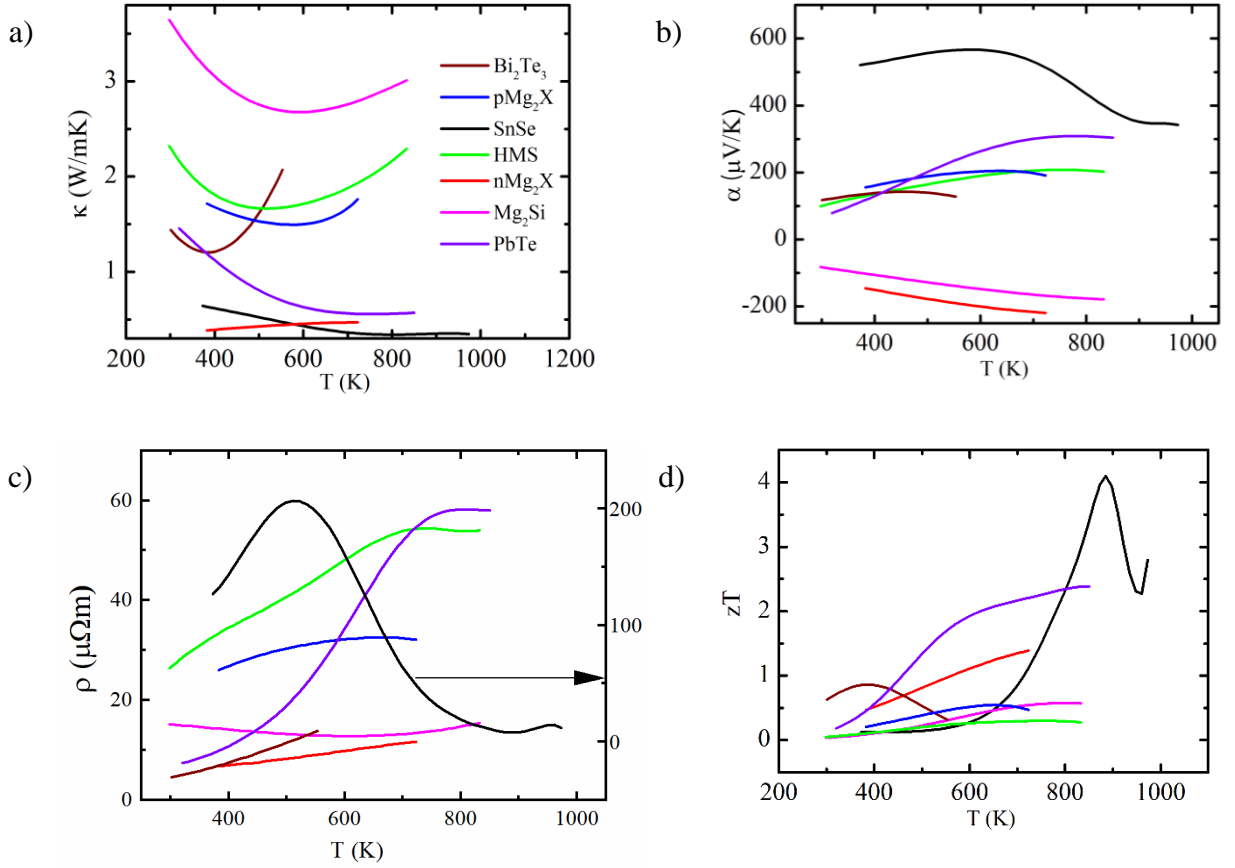 a)
κ (W/mK)
3
2
1
200 400 600 800 1000 1200
T (K)
Bi₂Te₃
pMg₂X
SnSe
HMS
nMg₂X
Mg₂Si
PbTe
b)
α (μV/K)
600
400
200
0
-200
400 600 800 1000
T (K)
c)
ρ (μΩm)
60
40
20
0
200
100
0
400 600 800 1000
T (K)
d)
zT
4
3
2
1
0
200 400 600 800 1000
T (K)